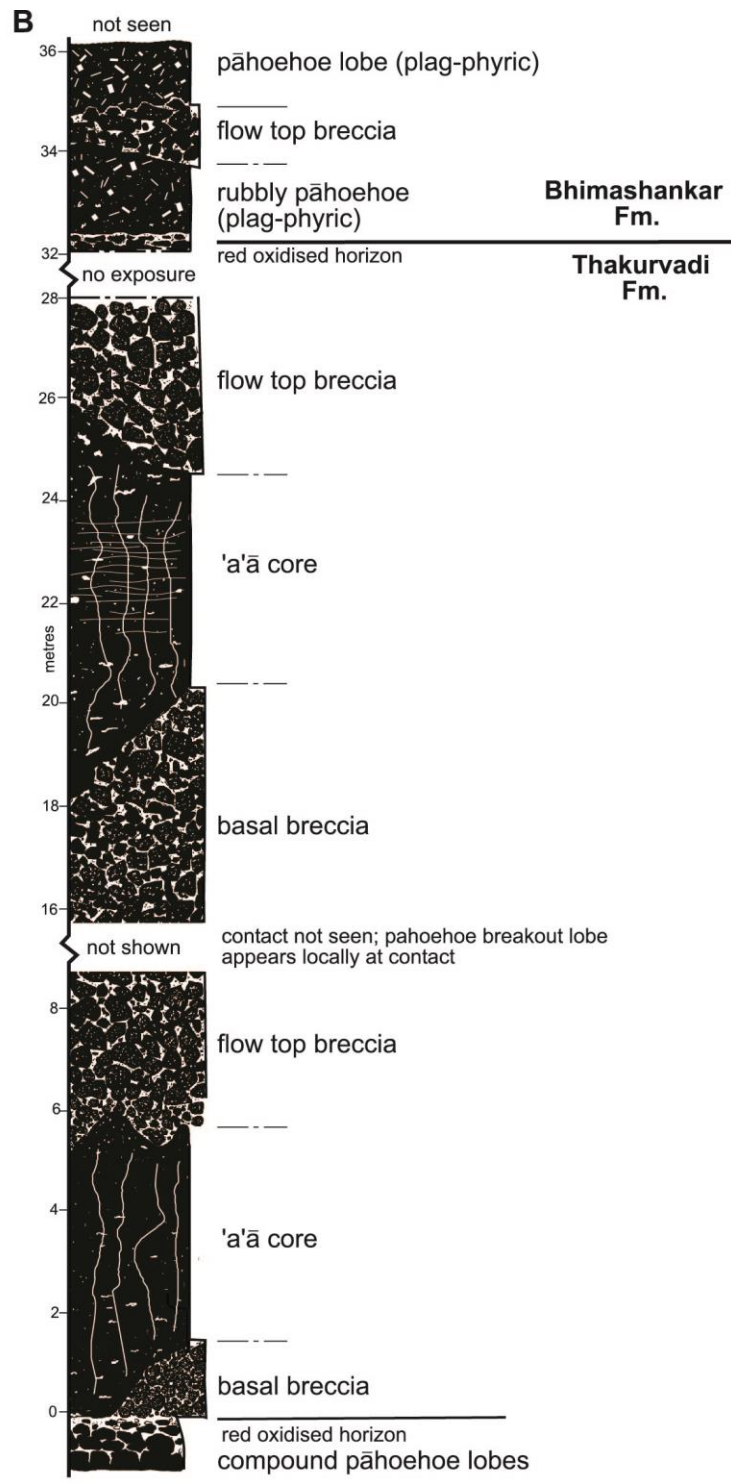 B
not seen
36
pāhoehoe lobe (plag-phyric)
flow top breccia
34
rubbly pāhoehoe
(plag-phyric)
Bhimashankar
Fm.
32
red oxidised horizon
Thakurvadi
Fm.
no exposure
28
flow top breccia
26
24
'a'ā core
22
metres
20
18
basal breccia
16
not shown
contact not seen; pahoehoe breakout lobe
appears locally at contact
8
flow top breccia
6
4
'a'ā core
2
basal breccia
0
red oxidised horizon
compound pāhoehoe lobes